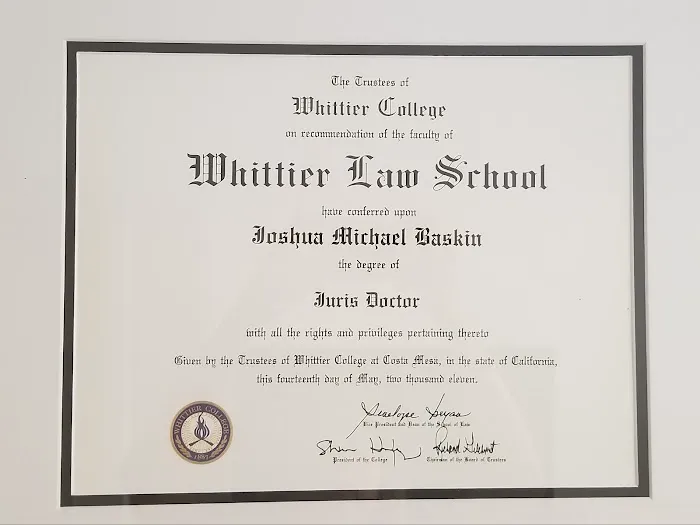 The Trustees of
Whittier College
on recommendation of the faculty of
Whittier Law School
have conferred upon
Joshua Michael Baskin
the degree of
Juris Doctor
with all the rights and privileges pertaining thereto
Given by the Trustees of Whittier College at Costa Mesa, in the state of California,
this fourteenth day of May, two thousand eleven.
Vice President and Dean of the School of Law
President of the College
Chairman of the Board of Trustees
WHITTIER COLLEGE
1887